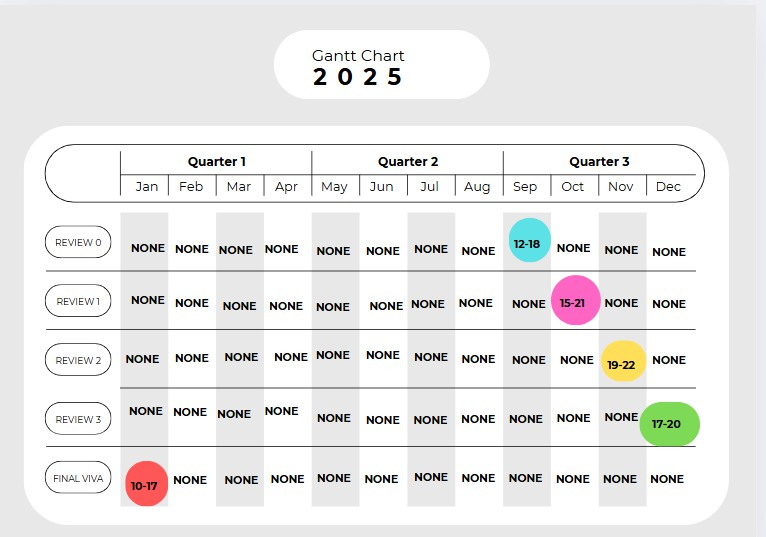 Gantt Chart
2025
Quarter 1 Quarter 2 Quarter 3
Jan Feb Mar Apr May Jun Jul Aug Sep Oct Nov Dec
REVIEW 0 NONE NONE NONE NONE NONE NONE NONE NONE 12-18 NONE NONE NONE
REVIEW 1 NONE NONE NONE NONE NONE NONE NONE NONE NONE 15-21 NONE NONE
REVIEW 2 NONE NONE NONE NONE NONE NONE NONE NONE NONE NONE 19-22 NONE
REVIEW 3 NONE NONE NONE NONE NONE NONE NONE NONE NONE NONE NONE 17-20
FINAL VIVA 10-17 NONE NONE NONE NONE NONE NONE NONE NONE NONE NONE NONE